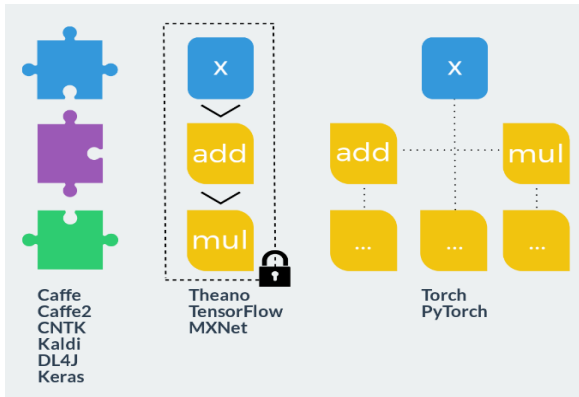 x
add
mul
x
add
mul
...
...
...
Caffe
Caffe2
CNTK
Kaldi
DL4J
Keras
Theano
TensorFlow
MXNet
Torch
PyTorch